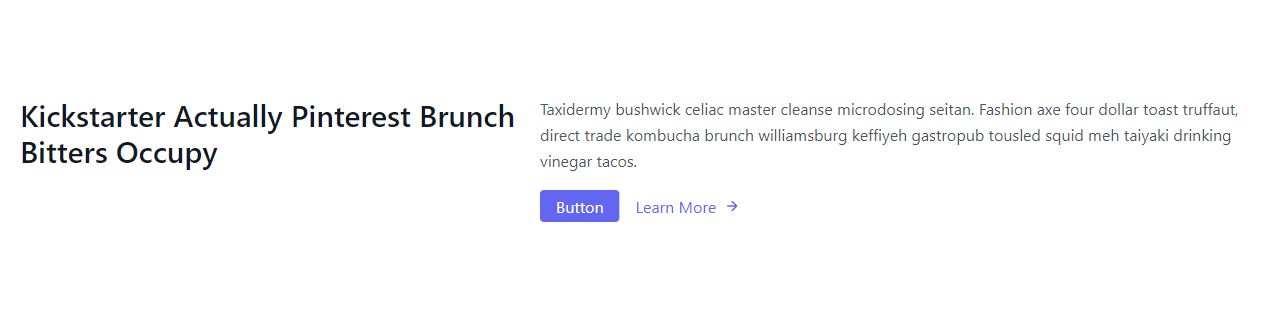 Kickstarter Actually Pinterest Brunch
Bitters Occupy
Taxidermy bushwick celiac master cleanse microdosing seitan. Fashion axe four dollar toast truffaut,
direct trade kombucha brunch williamsburg keffiyeh gastropub tousled squid meh taiyaki drinking
vinegar tacos.
Button
Learn More